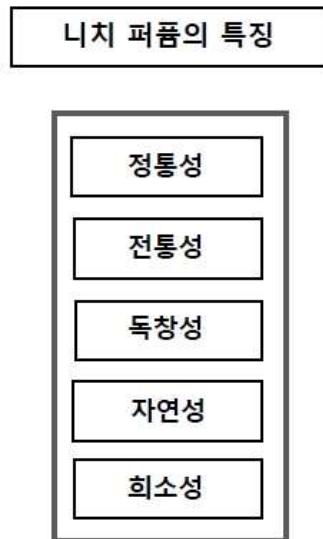 니치 퍼퓸의 특징
정통성
전통성
독창성
자연성
희소성